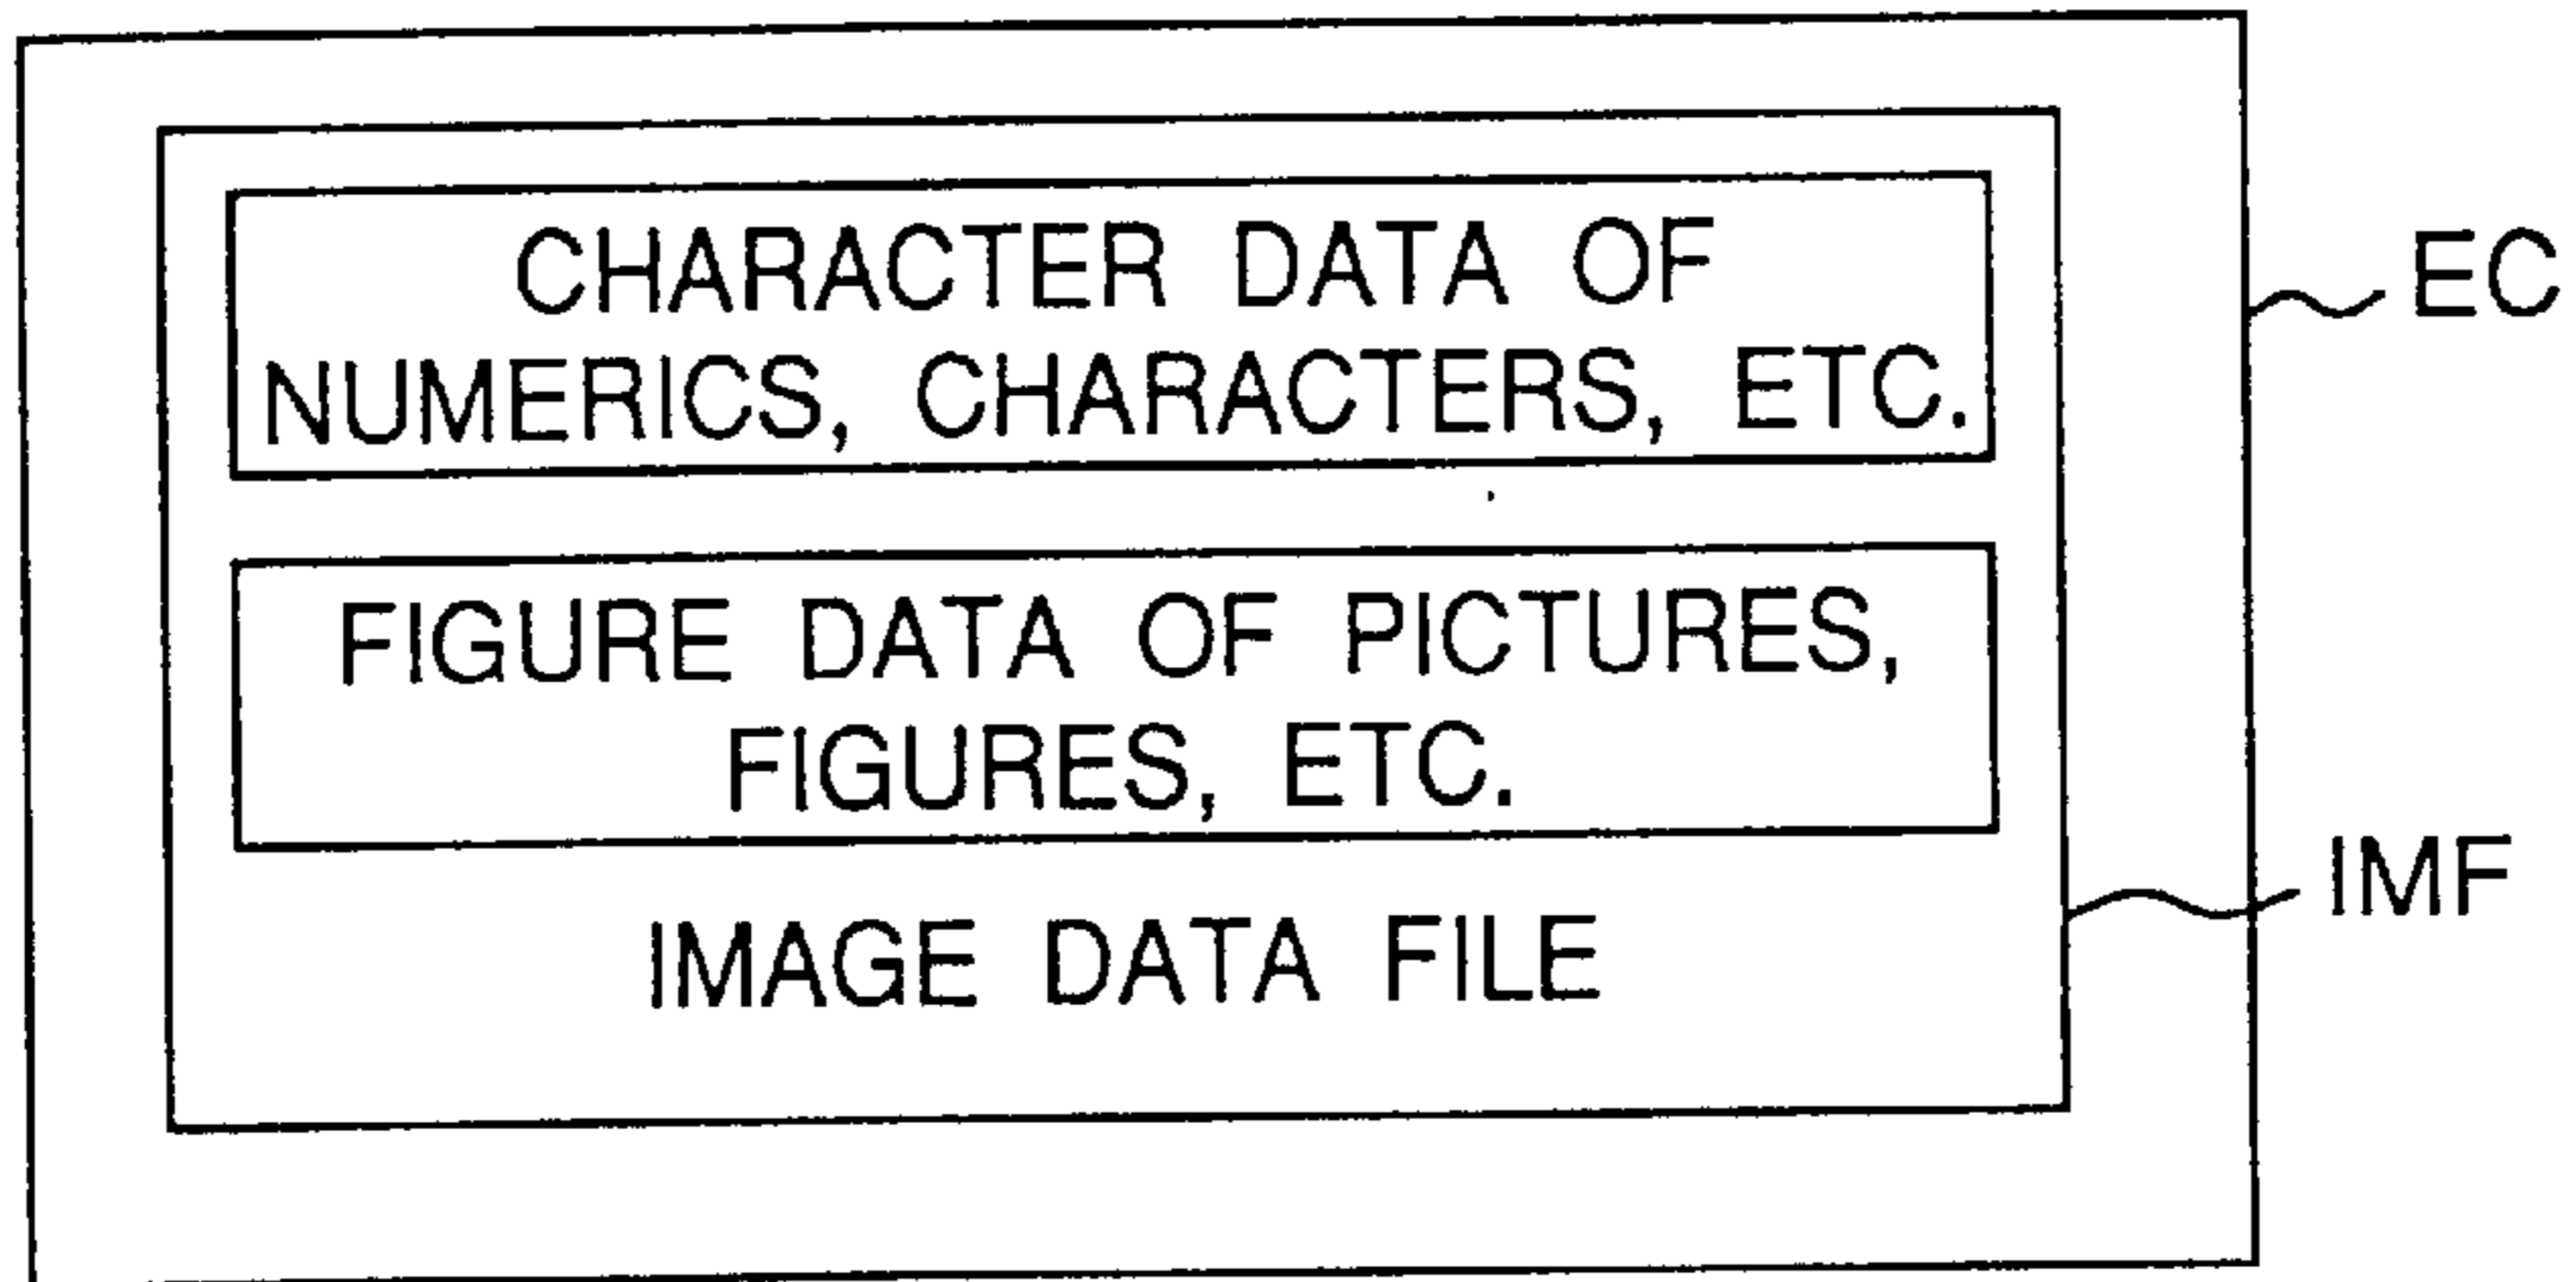 CHARACTER DATA OF
NUMERICS, CHARACTERS, ETC.
EC
FIGURE DATA OF PICTURES,
FIGURES, ETC.
IMF
IMAGE DATA FILE